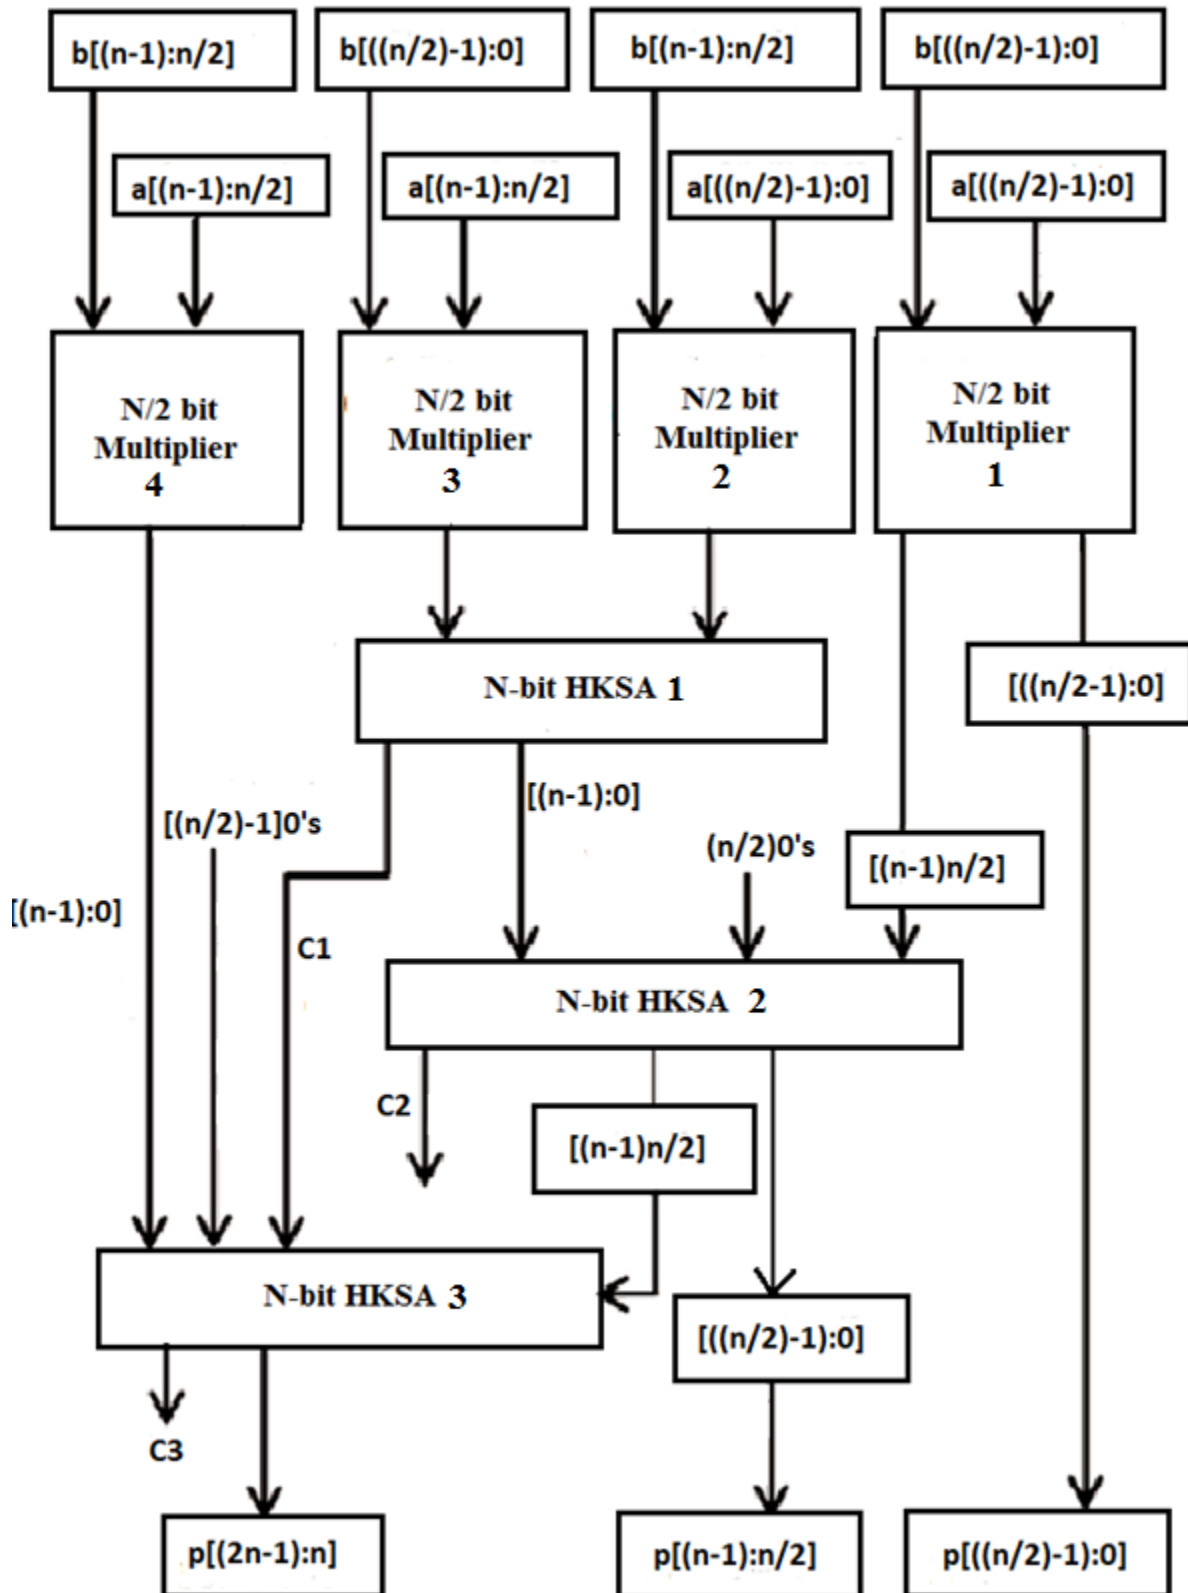 b[(n-1):n/2]
b[((n/2)-1):0]
b[(n-1):n/2]
b[((n/2)-1):0]
a[(n-1):n/2]
a[(n-1):n/2]
a[((n/2)-1):0]
a[((n/2)-1):0]
N/2 bit
Multiplier
4
N/2 bit
Multiplier
3
N/2 bit
Multiplier
2
N/2 bit
Multiplier
1
N-bit HKSA 1
[((n/2-1):0]
[(n-1):0]
[(n/2)-1]0's
(n/2)0's
[(n-1)n/2]
[(n-1):0]
C1
N-bit HKSA 2
C2
[(n-1)n/2]
N-bit HKSA 3
[((n/2)-1):0]
C3
p[(2n-1):n]
p[(n-1):n/2]
p[((n/2)-1):0]